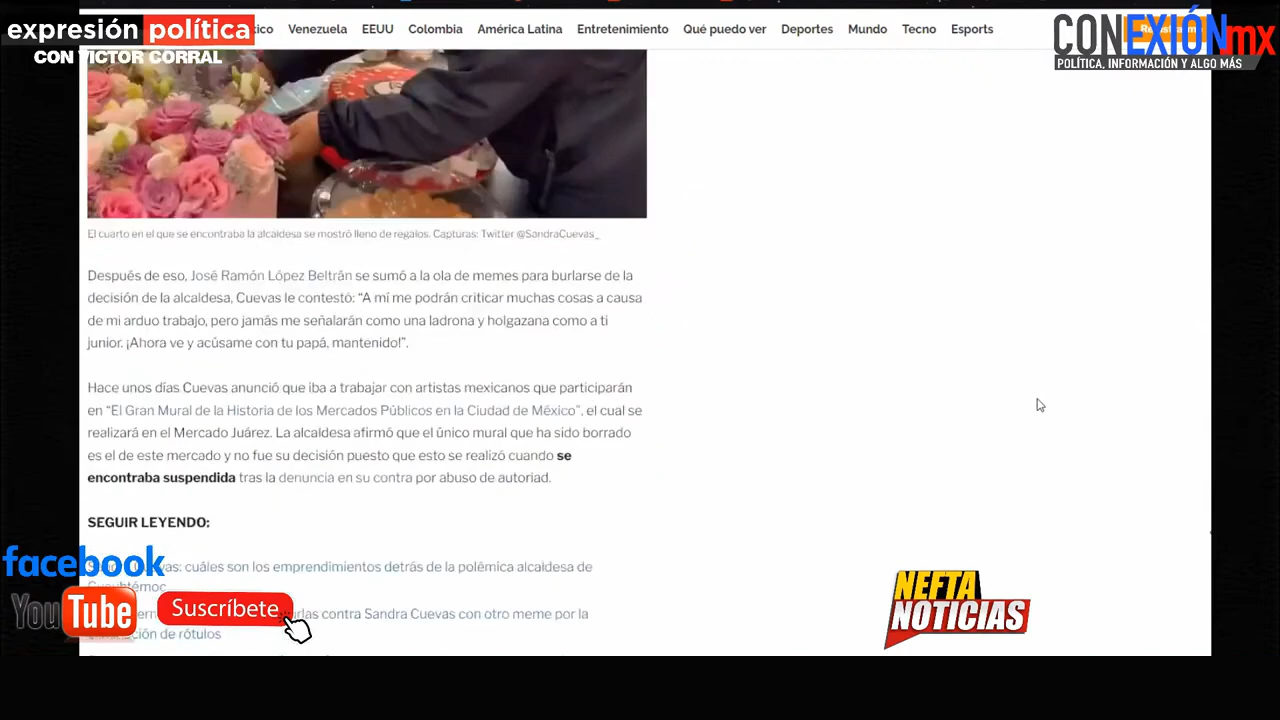 expresión política
CON VICTOR CORRAL
Venezuela EEUU Colombia América Latina Entretenimiento Qué puedo ver Deportes Mundo Tecno Esports
CONEXIÓNmx
POLÍTICA, INFORMACIÓN Y ALGO MÁS
El cuarto en el que se encontraba la alcaldesa se mostró lleno de regalos. Capturas: Twitter @SandraCuevas_
Después de eso, José Ramón López Beltrán se sumó a la ola de memes para burlarse de la
decisión de la alcaldesa, Cuevas le contestó: “A mí me podrán criticar muchas cosas a causa
de mi arduo trabajo, pero jamás me señalarán como una ladrona y holgazana como a ti
junior. ¡Ahora ve y acúsame con tu papá, mantenido!”.
Hace unos días Cuevas anunció que iba a trabajar con artistas mexicanos que participarán
en “El Gran Mural de la Historia de los Mercados Públicos en la Ciudad de México”, el cual se
realizará en el Mercado Juárez. La alcaldesa afirmó que el único mural que ha sido borrado
es el de este mercado y no fue su decisión puesto que esto se realizó cuando se
encontraba suspendida tras la denuncia en su contra por abuso de autoriad.
SEGUIR LEYENDO:
cuáles son los emprendimientos detrás de la polémica alcaldesa de
contra Sandra Cuevas con otro meme por la
de rótulos
facebook
YouTube
Suscríbete
NEFTA
NOTICIAS